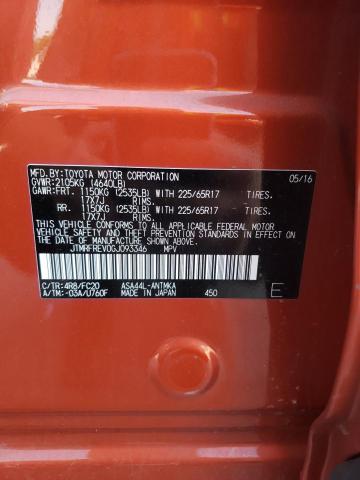 MFD.BY:TOYOTA MOTOR CORPORATION 05/16
GVWR:2105KG (4640LB)
GAWR:FRT. 1150KG (2535LB) WITH 225/65R17 TIRES.
17X7J RIMS.
RR. 1150KG (2535LB) WITH 225/65R17 TIRES.
17X7J RIMS.
THIS VEHICLE CONFORMS TO ALL APPLICABLE FEDERAL MOTOR
VEHICLE SAFETY, BUMPER, AND THEFT PREVENTION STANDARDS
IN EFFECT ON THE DATE OF MANUFACTURE SHOWN ABOVE.
JTMRFREV0GJ093346 MPV
C/TR:4R8/FC20 ASA44L-ANTMKA
A/TM:-03A/U760F MADE IN JAPAN 450 E